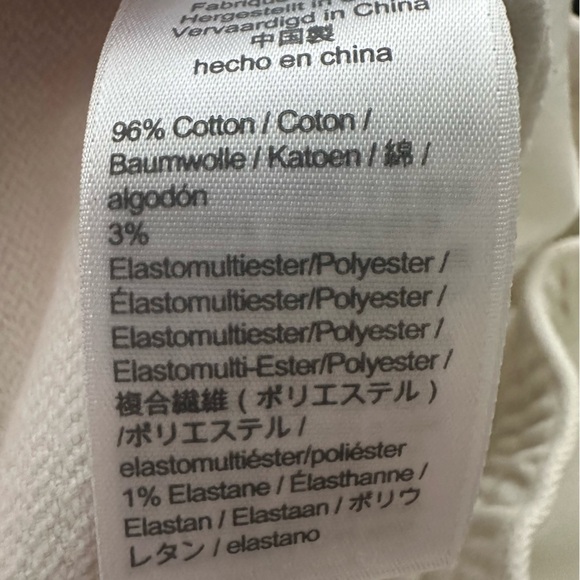 Hergestellt in
Vervaardigd in China
中国製
hecho en china
96% Cotton / Coton /
Baumwolle / Katoen / 綿 /
algodón
3%
Elastomultiester/Polyester /
Élastomultiester/Polyester /
Elastomultiester/Polyester /
Elastomulti-Ester/Polyester /
複合繊維 ( ポリエステル )
/ポリエステル /
elastomultiéster/poliéster
1% Elastane / Élasthanne /
Elastan / Elastaan / ポリウ
レタン / elastano